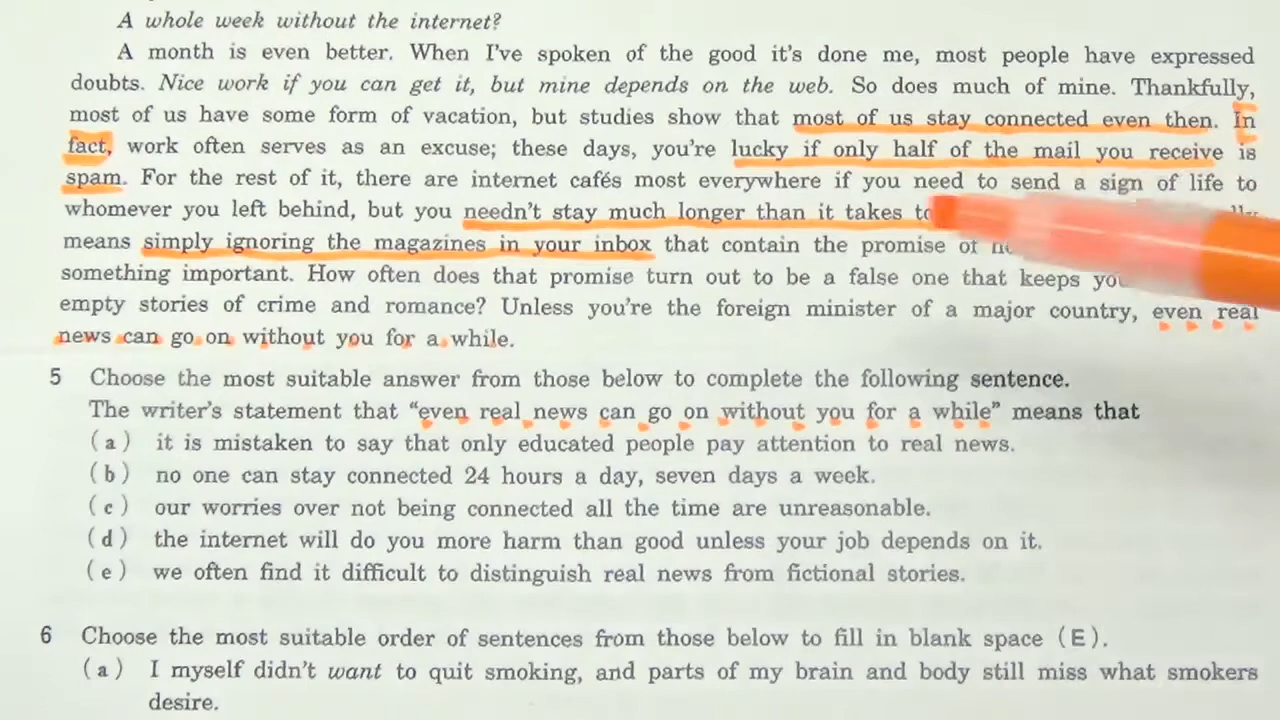 A whole week without the internet?
A month is even better. When I've spoken of the good it's done me, most people have expressed
doubts. Nice work if you can get it, but mine depends on the web. So does much of mine. Thankfully,
most of us have some form of vacation, but studies show that most of us stay connected even then. In
fact, work often serves as an excuse; these days, you're lucky if only half of the mail you receive is
spam. For the rest of it, there are internet cafés most everywhere if you need to send a sign of life to
whomever you left behind, but you needn't stay much longer than it takes
means simply ignoring the magazines in your inbox that contain the promise of
something important. How often does that promise turn out to be a false one that keeps
empty stories of crime and romance? Unless you're the foreign minister of a major country, even real
news can go on without you for a while.
5 Choose the most suitable answer from those below to complete the following sentence.
The writer's statement that “even real news can go on without you for a while” means that
(a) it is mistaken to say that only educated people pay attention to real news.
(b) no one can stay connected 24 hours a day, seven days a week.
(c) our worries over not being connected all the time are unreasonable.
(d) the internet will do you more harm than good unless your job depends on it.
(e) we often find it difficult to distinguish real news from fictional stories.
6 Choose the most suitable order of sentences from those below to fill in blank space (E).
(a) I myself didn't want to quit smoking, and parts of my brain and body still miss what smokers
desire.